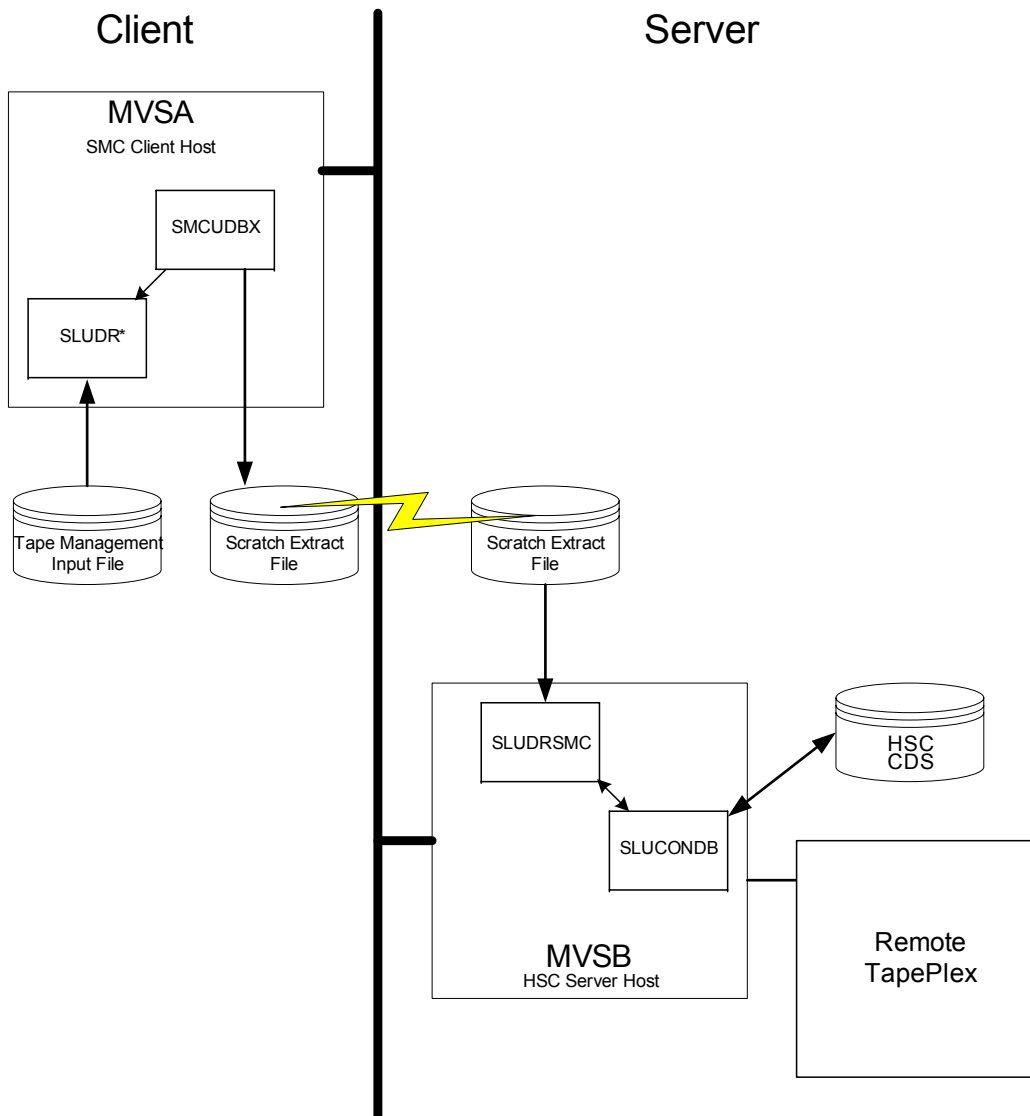 Client
Server
MVSA
SMC Client Host
SMCUDBX
SLUDR*
Tape Management
Input File
Scratch Extract
File
Scratch Extract
File
SLUDRSMC
HSC
CDS
SLUCONDB
MVSB
HSC Server Host
Remote
TapePlex